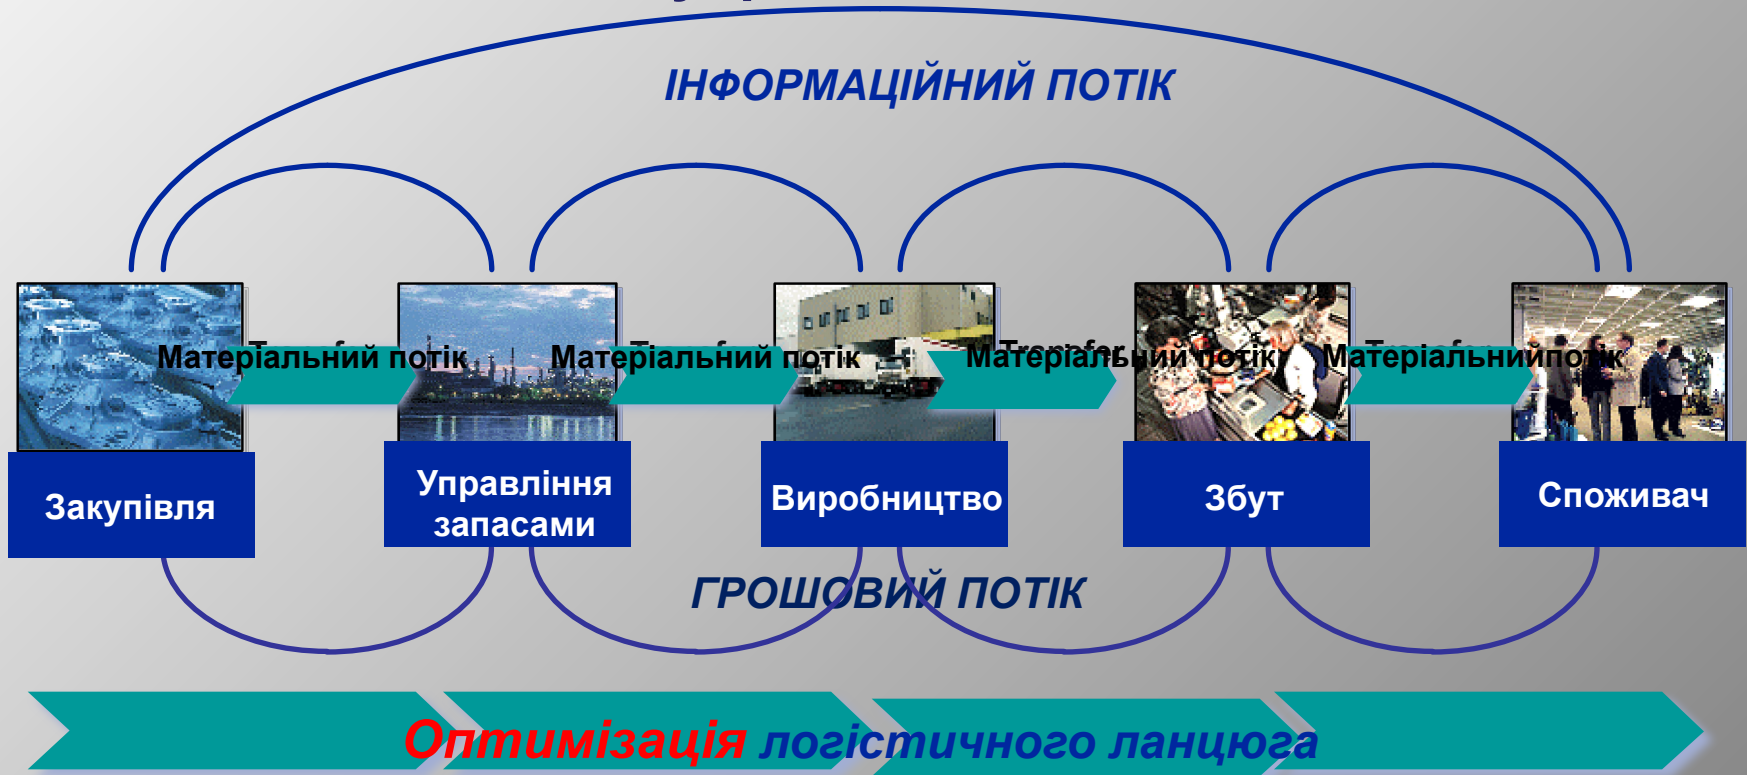 ІНФОРМАЦІЙНИЙ ПОТІК
Матеріальний потік
Матеріальний потік
Матеріальний потік
Матеріальнийпотік
Transfer
Закупівля
Управління
запасами
Виробництво
Збут
Споживач
ГРОШОВИЙ ПОТІК
Оптимізація логістичного ланцюга